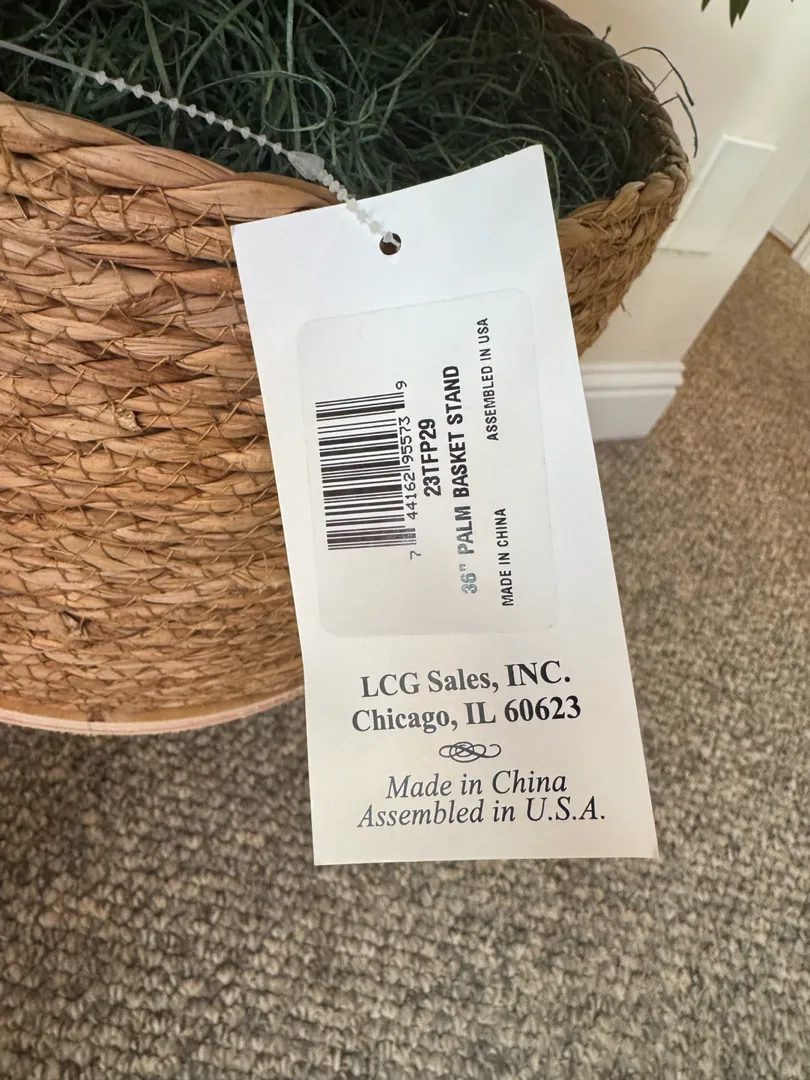 7 44162 95573 9
23TFP29
36" PALM BASKET STAND
MADE IN CHINA ASSEMBLED IN USA
LCG Sales, INC.
Chicago, IL 60623
Made in China
Assembled in U.S.A.